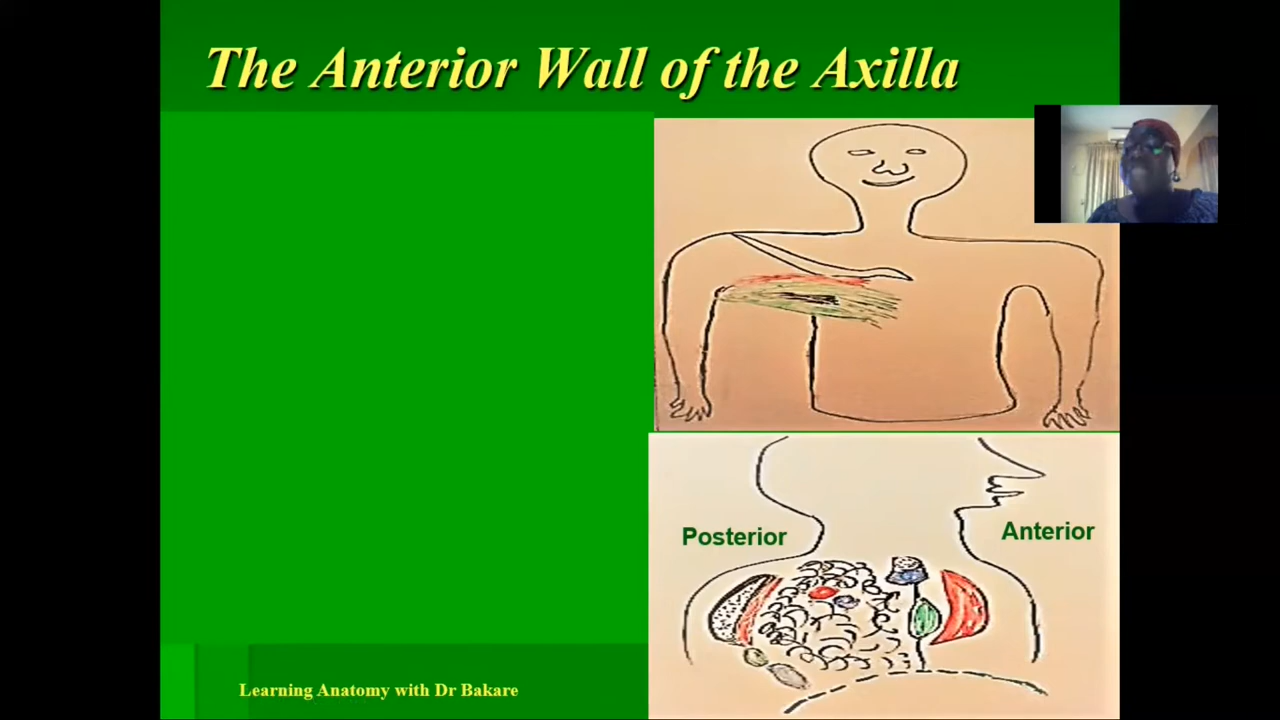 The Anterior Wall of the Axilla
Posterior
Anterior
Learning Anatomy with Dr Bakare